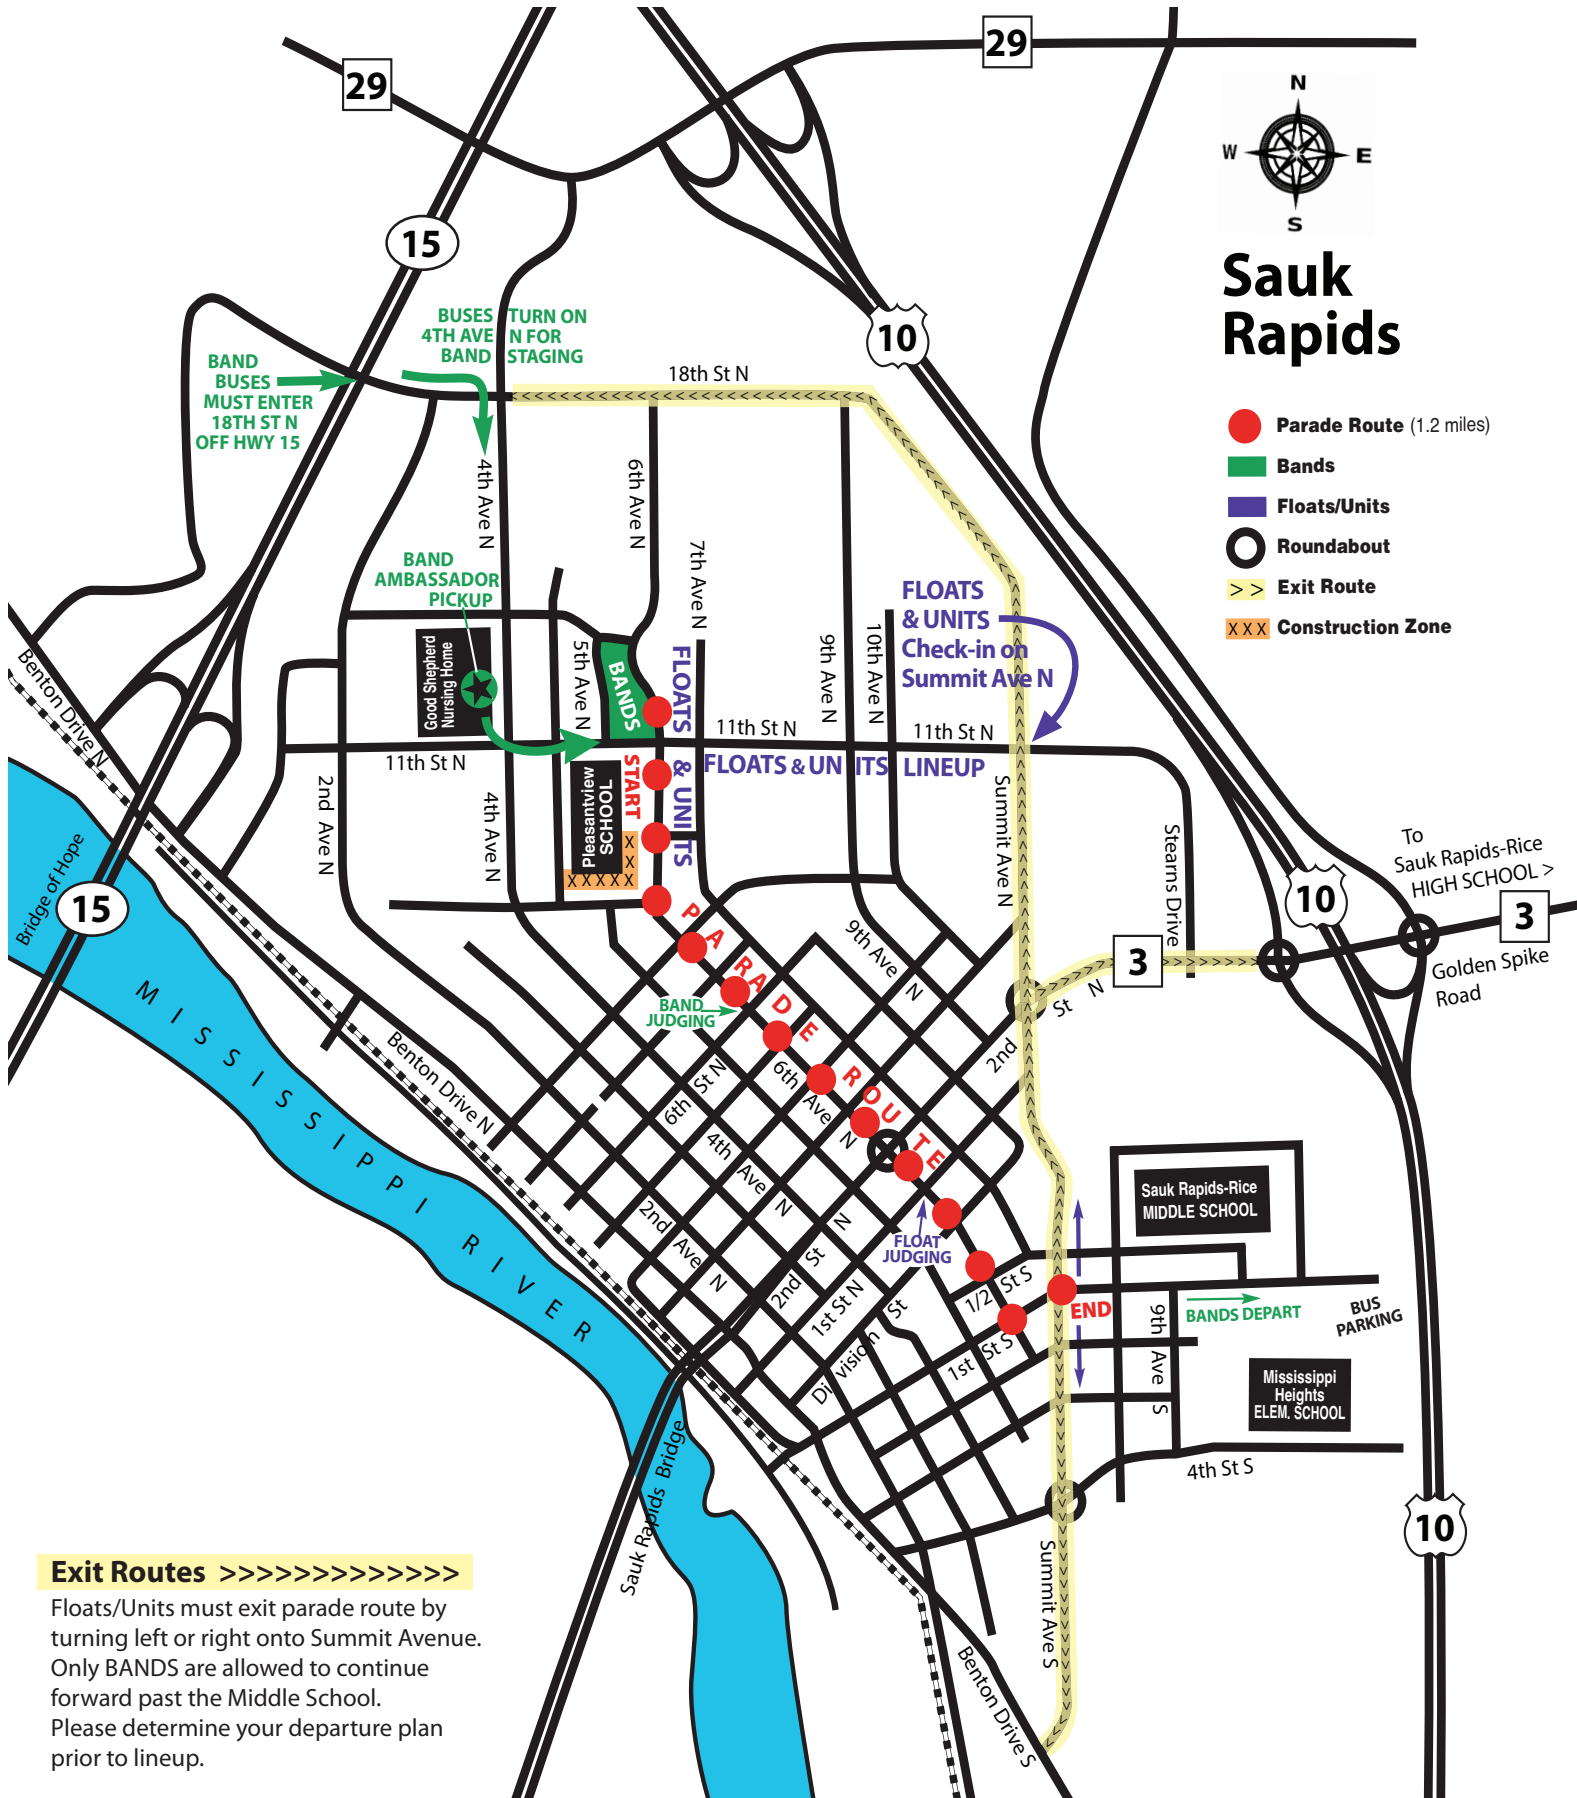 29
29
N
W
E
S
15
Sauk
Rapids
10
BUSES TURN ON
4TH AVE N FOR
BAND STAGING
BAND
BUSES
MUST ENTER
18TH ST N
OFF HWY 15
18th St N
Parade Route (1.2 miles)
Bands
Floats/Units
Roundabout
> > Exit Route
X X X Construction Zone
4th Ave N
6th Ave N
7th Ave N
BAND
AMBASSADOR
PICKUP
FLOATS
& UNITS
Check-in on
Summit Ave N
Good Shepherd
Nursing Home
5th Ave N
BANDS
FLOATS & UNITS
9th Ave N
10th Ave N
Benton Drive N
11th St N
11th St N
11th St N
FLOATS & UNITS LINEUP
START
2nd Ave N
4th Ave N
Pleasantview
SCHOOL
X
X
X X X X X
Summit Ave N
Stearns Drive
To
Sauk Rapids-Rice
HIGH SCHOOL >
Bridge of Hope
15
10
3
3
Golden Spike
Road
PARADE ROUTE
9th Ave N
2nd St N
BAND
JUDGING
MISSISSIPPI RIVER
Benton Drive N
6th St N
6th Ave N
4th Ave N
2nd Ave N
2nd St N
1st St N
Division St
FLOAT
JUDGING
1/2 St S
1st St S
END
Sauk Rapids-Rice
MIDDLE SCHOOL
BANDS DEPART
BUS
PARKING
9th Ave S
Mississippi
Heights
ELEM. SCHOOL
4th St S
10
Sauk Rapids Bridge
Summit Ave S
Benton Drive S
Exit Routes >>>>>>>>>>>>>
Floats/Units must exit parade route by
turning left or right onto Summit Avenue.
Only BANDS are allowed to continue
forward past the Middle School.
Please determine your departure plan
prior to lineup.